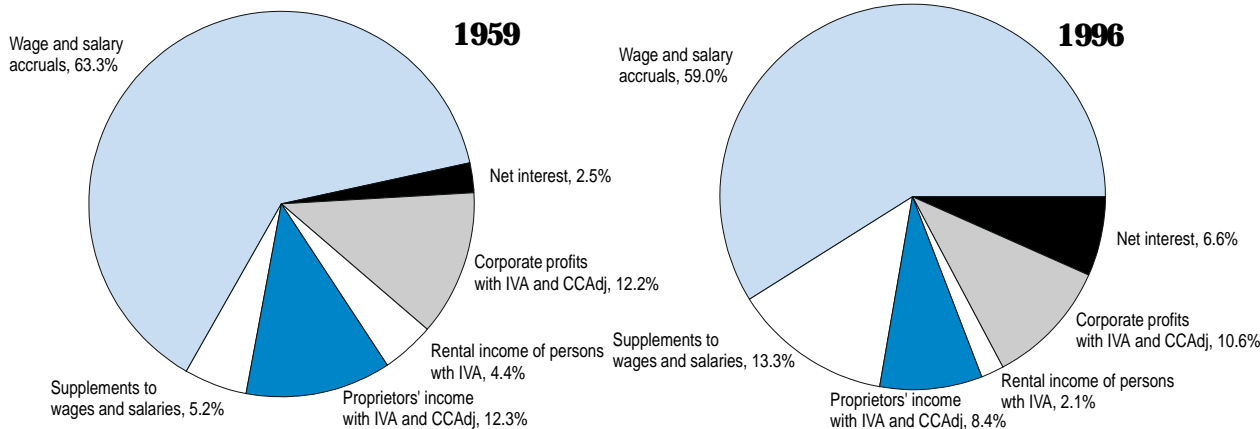 1959
Wage and salary
accruals, 63.3%
Net interest, 2.5%
Corporate profits
with IVA and CCAdj, 12.2%
Rental income of persons
wth IVA, 4.4%
Proprietors' income
with IVA and CCAdj, 12.3%
Supplements to
wages and salaries, 5.2%
1996
Wage and salary
accruals, 59.0%
Net interest, 6.6%
Corporate profits
with IVA and CCAdj, 10.6%
Rental income of persons
wth IVA, 2.1%
Proprietors' income
with IVA and CCAdj, 8.4%
Supplements to
wages and salaries, 13.3%